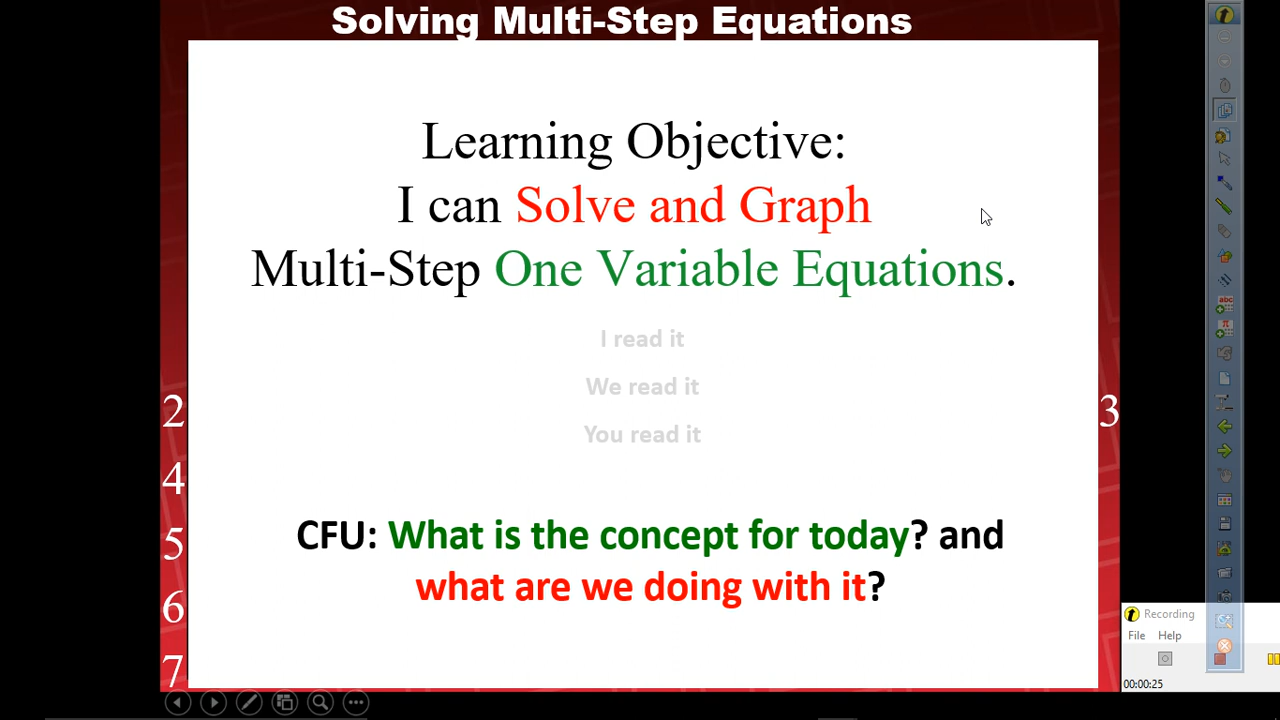 Solving Multi-Step Equations
Learning Objective:
I can Solve and Graph
Multi-Step One Variable Equations.
I read it
We read it
You read it
2
3
4
5
6
7
CFU: What is the concept for today? and
what are we doing with it?
abc
π
Recording
File Help
00:00:25